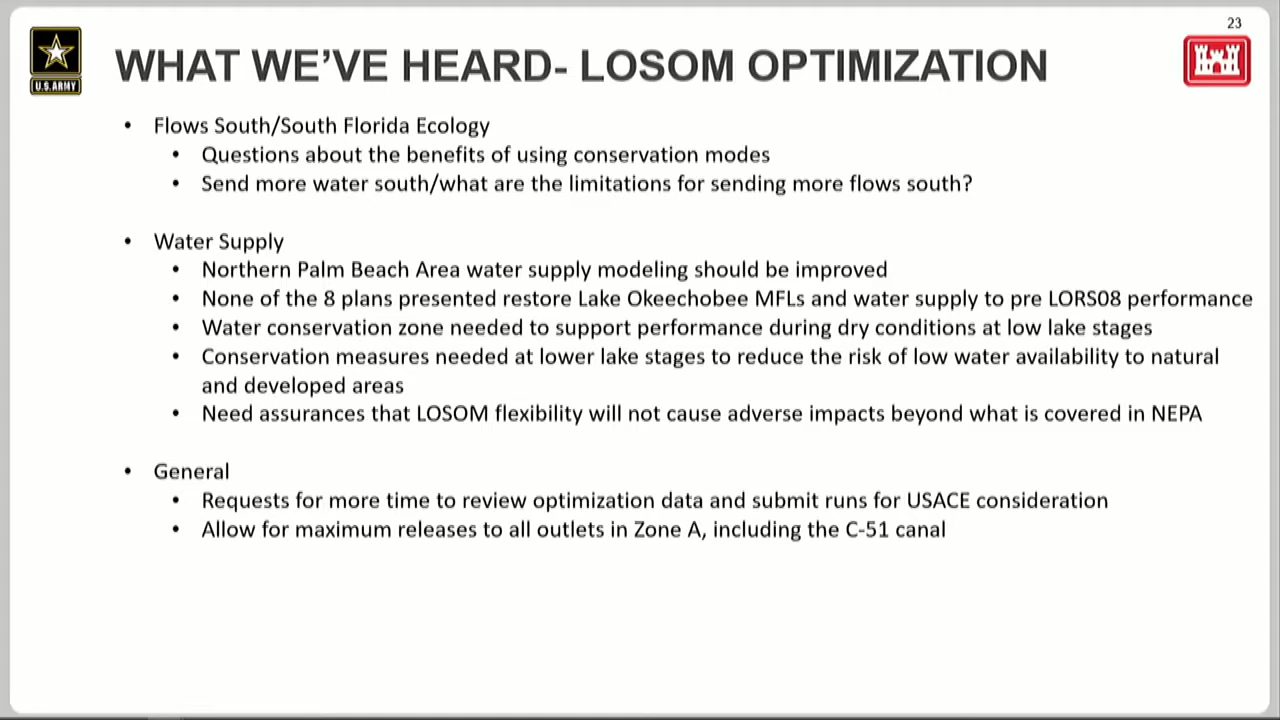 23
WHAT WE'VE HEARD- LOSOM OPTIMIZATION
U.S.ARMY
• Flows South/South Florida Ecology
• Questions about the benefits of using conservation modes
• Send more water south/what are the limitations for sending more flows south?
• Water Supply
• Northern Palm Beach Area water supply modeling should be improved
• None of the 8 plans presented restore Lake Okeechobee MFLs and water supply to pre LORS08 performance
• Water conservation zone needed to support performance during dry conditions at low lake stages
• Conservation measures needed at lower lake stages to reduce the risk of low water availability to natural
and developed areas
• Need assurances that LOSOM flexibility will not cause adverse impacts beyond what is covered in NEPA
• General
• Requests for more time to review optimization data and submit runs for USACE consideration
• Allow for maximum releases to all outlets in Zone A, including the C-51 canal